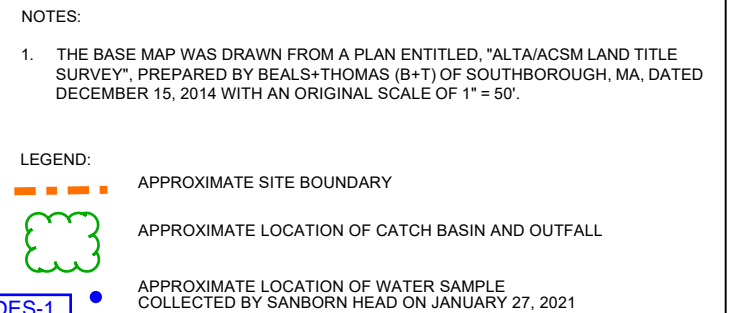 NOTES:
1. THE BASE MAP WAS DRAWN FROM A PLAN ENTITLED, "ALTA/ACSM LAND TITLE
SURVEY", PREPARED BY BEALS+THOMAS (B+T) OF SOUTHBOROUGH, MA, DATED
DECEMBER 15, 2014 WITH AN ORIGINAL SCALE OF 1" = 50'.
LEGEND:
APPROXIMATE SITE BOUNDARY
APPROXIMATE LOCATION OF CATCH BASIN AND OUTFALL
APPROXIMATE LOCATION OF WATER SAMPLE
COLLECTED BY SANBORN HEAD ON JANUARY 27, 2021